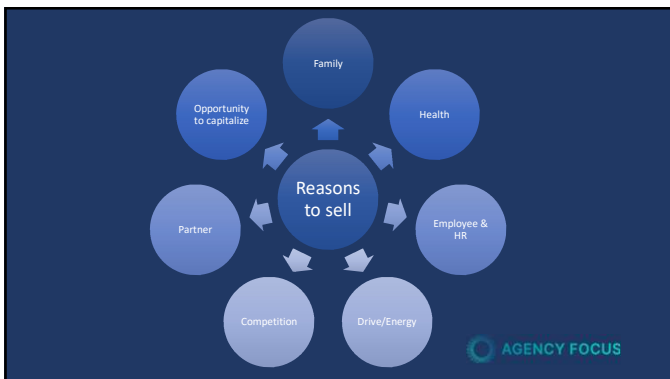 Family
Health
Employee &
HR
Drive/Energy
Competition
Partner
Opportunity
to capitalize
Reasons
to sell
AGENCY FOCUS